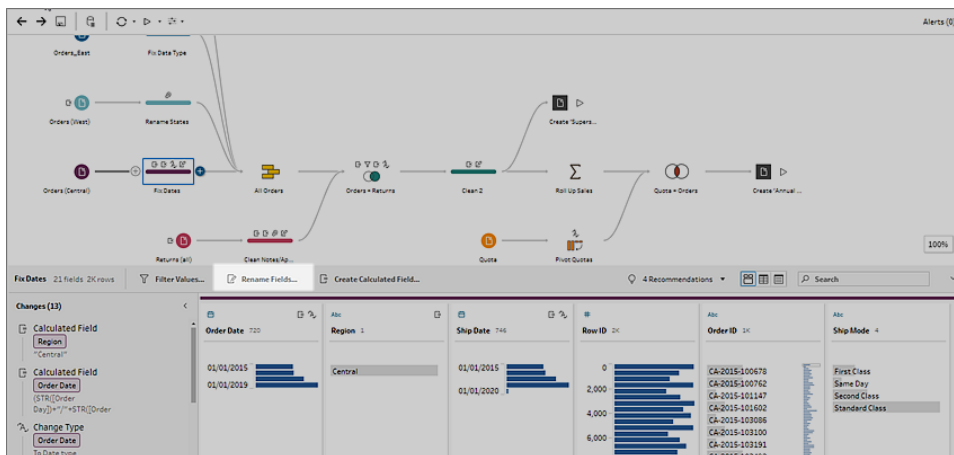 Alerts (0)
Orders_East
Fix Data Type
Orders (West)
Rename States
Create 'Supers...
Orders (Central)
Fix Dates
All Orders
Orders + Returns
Clean 2
Roll Up Sales
Quota + Orders
Create 'Annual ...
Returns (all)
Clean Notes/Ap...
Quota
Pivot Quotas
100%
Fix Dates 21 fields 2K rows
Filter Values...
Rename Fields...
Create Calculated Field...
4 Recommendations
Search
Changes (13)
Calculated Field
Region
"Central"
Calculated Field
Order Date
(STR([Order
Day])+"/"+STR([Order
Change Type
Order Date
To Date type
Order Date 720
01/01/2015
01/01/2019
Abc
Region 1
Central
Ship Date 746
01/01/2015
01/01/2020
#
Row ID 2K
0
2,000
4,000
6,000
Abc
Order ID 1K
CA-2015-100678
CA-2015-100762
CA-2015-101147
CA-2015-101602
CA-2015-103086
CA-2015-103100
CA-2015-103191
Abc
Ship Mode 4
First Class
Same Day
Second Class
Standard Class